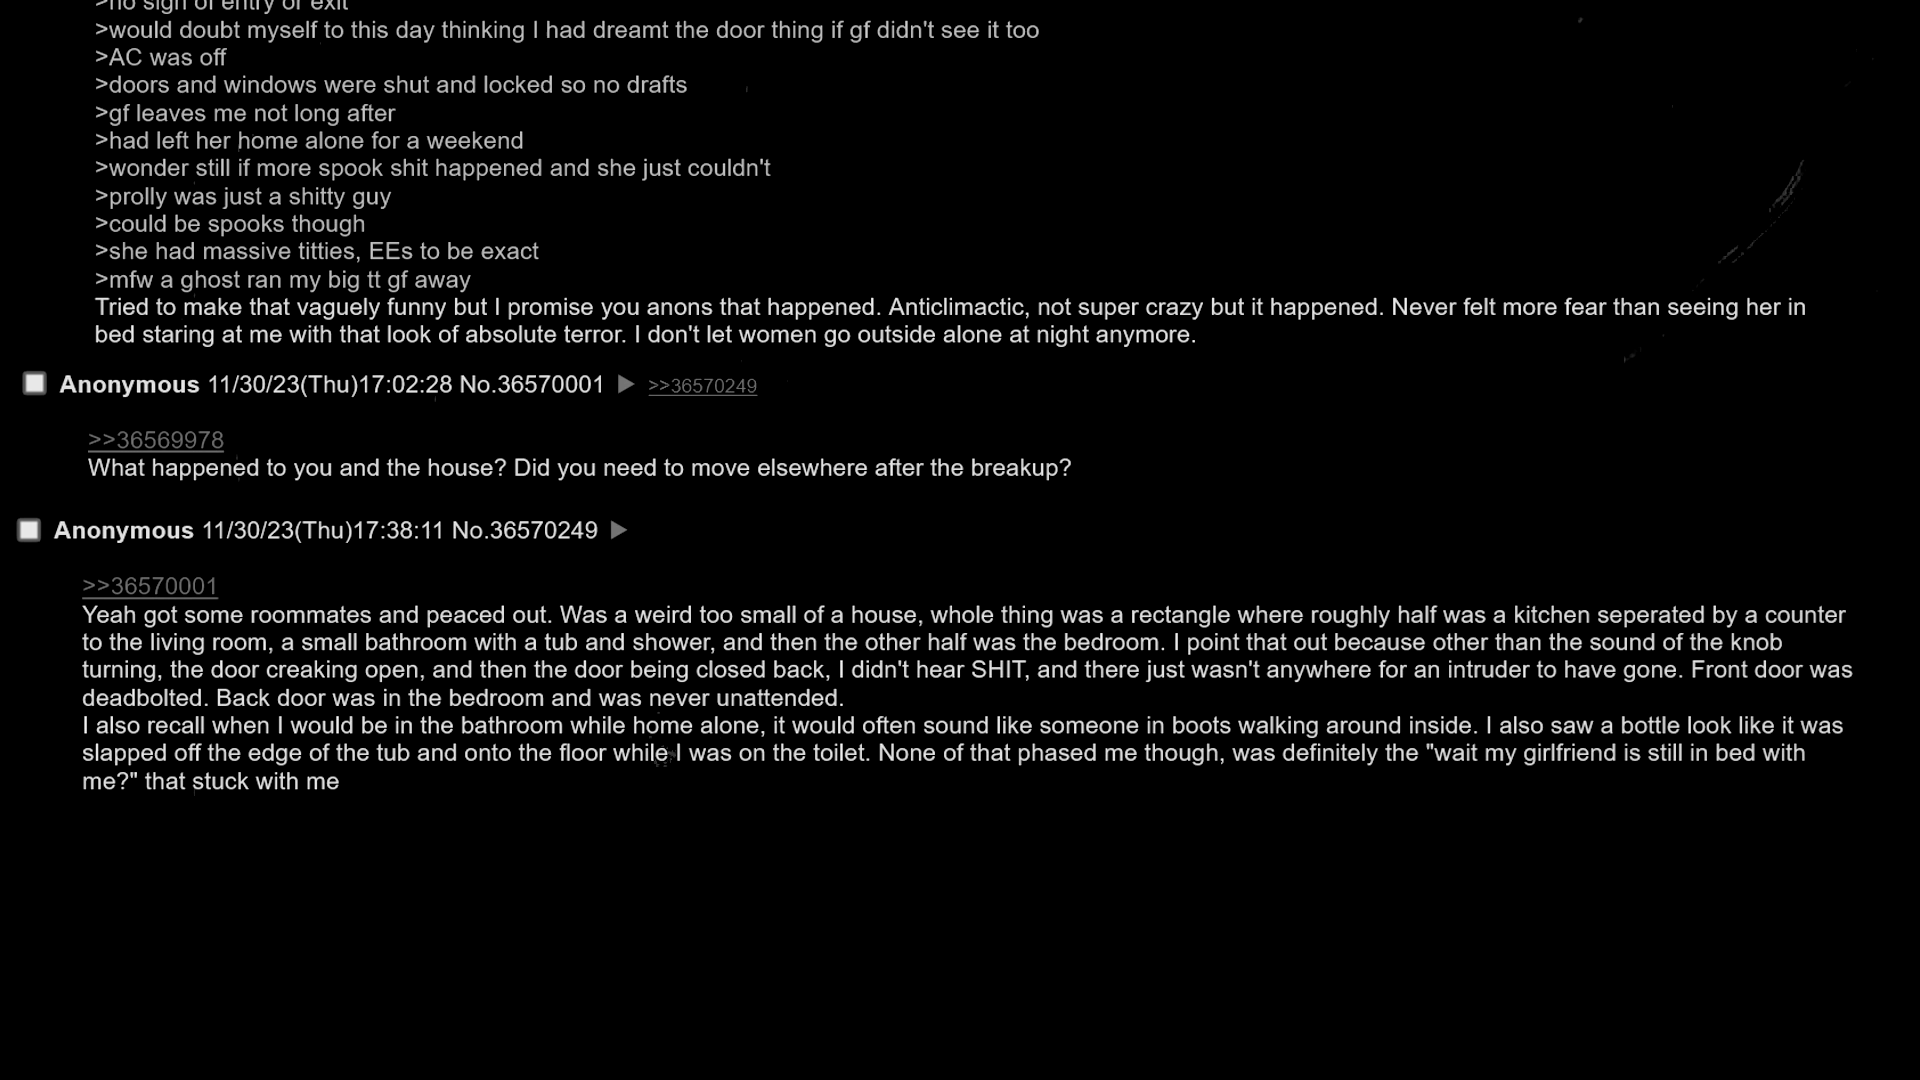 >no sign of entry or exit
>would doubt myself to this day thinking I had dreamt the door thing if gf didn't see it too
>AC was off
>doors and windows were shut and locked so no drafts
>gf leaves me not long after
>had left her home alone for a weekend
>wonder still if more spook shit happened and she just couldn't
>prolly was just a shitty guy
>could be spooks though
>she had massive titties, EEs to be exact
>mfw a ghost ran my big tt gf away
Tried to make that vaguely funny but I promise you anons that happened. Anticlimactic, not super crazy but it happened. Never felt more fear than seeing her in
bed staring at me with that look of absolute terror. I don't let women go outside alone at night anymore.
Anonymous 11/30/23(Thu)17:02:28 No.36570001 ▶ >>36570249
>>36569978
What happened to you and the house? Did you need to move elsewhere after the breakup?
Anonymous 11/30/23(Thu)17:38:11 No.36570249 ▶
>>36570001
Yeah got some roommates and peaced out. Was a weird too small of a house, whole thing was a rectangle where roughly half was a kitchen seperated by a counter
to the living room, a small bathroom with a tub and shower, and then the other half was the bedroom. I point that out because other than the sound of the knob
turning, the door creaking open, and then the door being closed back, I didn't hear SHIT, and there just wasn't anywhere for an intruder to have gone. Front door was
deadbolted. Back door was in the bedroom and was never unattended.
I also recall when I would be in the bathroom while home alone, it would often sound like someone in boots walking around inside. I also saw a bottle look like it was
slapped off the edge of the tub and onto the floor while I was on the toilet. None of that phased me though, was definitely the "wait my girlfriend is still in bed with
me?" that stuck with me